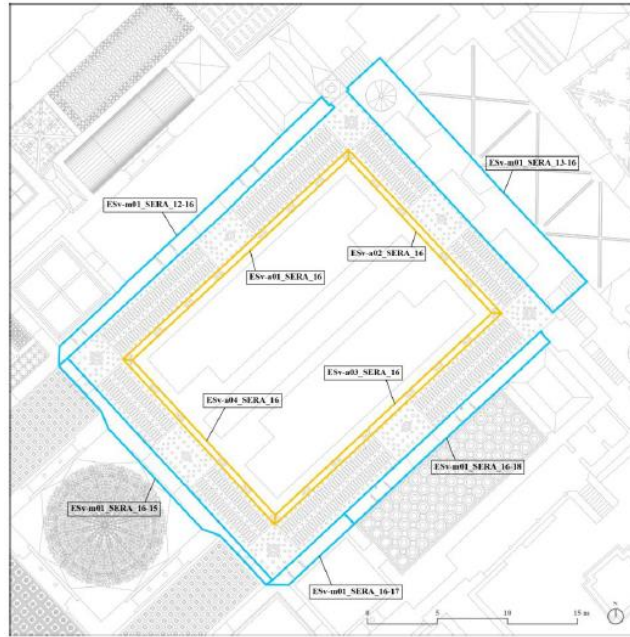 ESv-m01_SERA_13-16
ESv-m01_SERA_12-16
ESv-a02_SERA_16
ESv-a01_SERA_16
ESv-a03_SERA_16
ESv-a04_SERA_16
ESv-m01_SERA_16-18
ESv-m01_SERA_16-15
ESv-m01_SERA_16-17
N
0 5 10 15 m